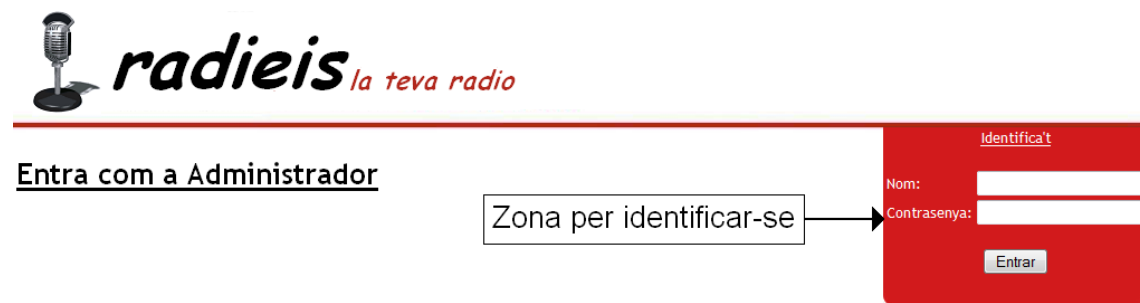 radieis la teva radio
Identifica't
Entra com a Administrador
Nom:
Zona per identificar-se
Contrasenya:
Entrar